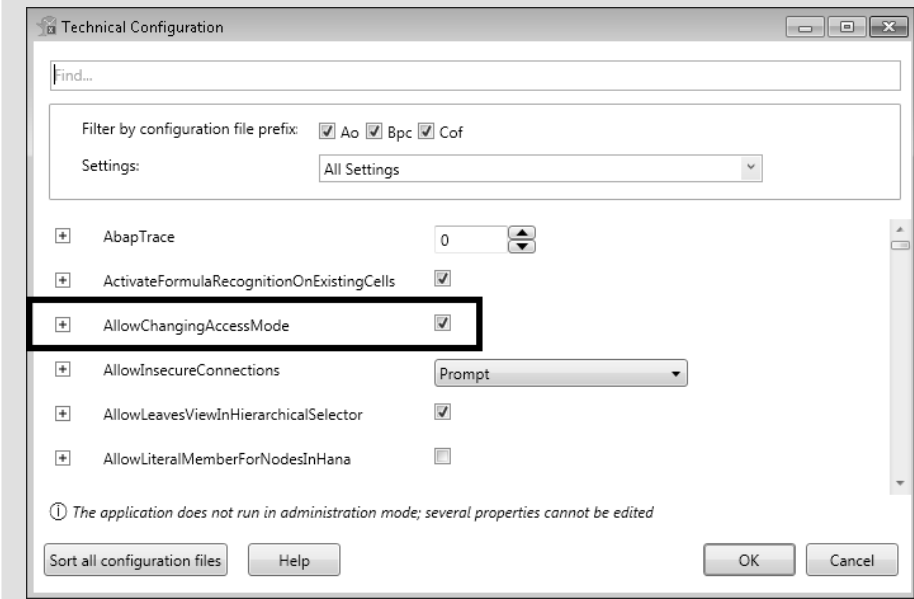 Technical Configuration
Find...
Filter by configuration file prefix: Ao Bpc Cof
Settings: All Settings
AbapTrace 0
ActivateFormulaRecognitionOnExistingCells
AllowChangingAccessMode
AllowInsecureConnections Prompt
AllowLeavesViewInHierarchicalSelector
AllowLiteralMemberForNodesInHana
The application does not run in administration mode; several properties cannot be edited
Sort all configuration files Help OK Cancel